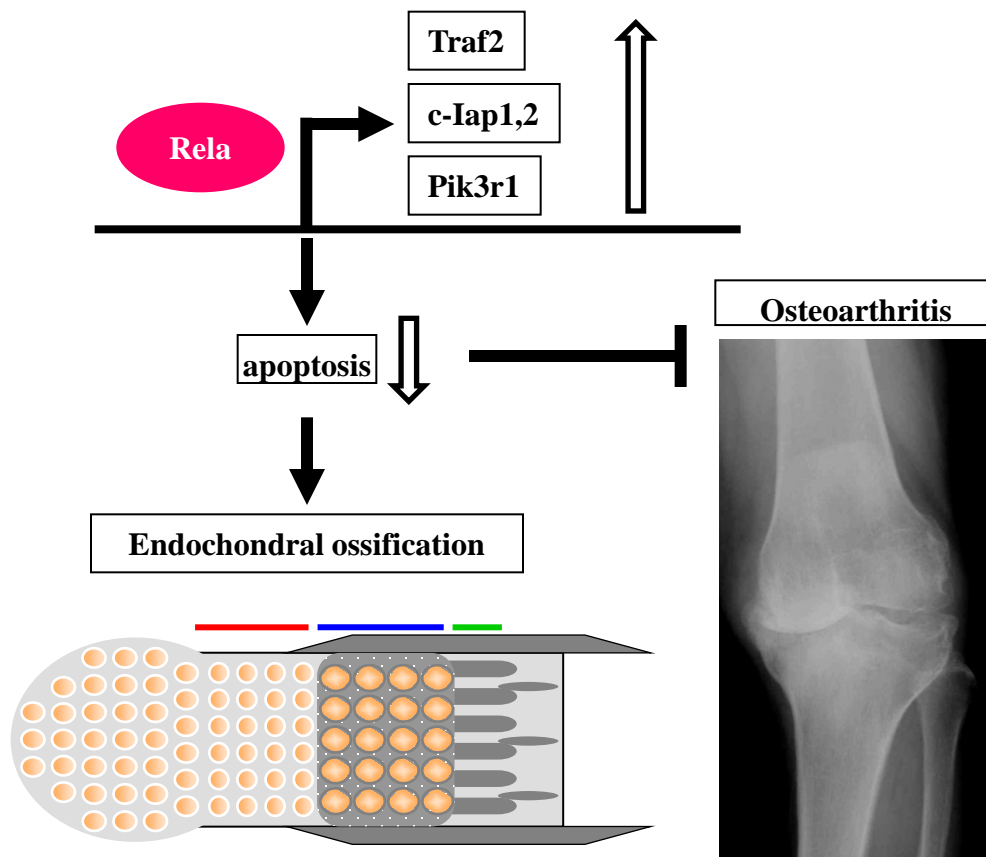 Traf2
c-Iap1,2
Rela
Pik3r1
Osteoarthritis
apoptosis
Endochondral ossification